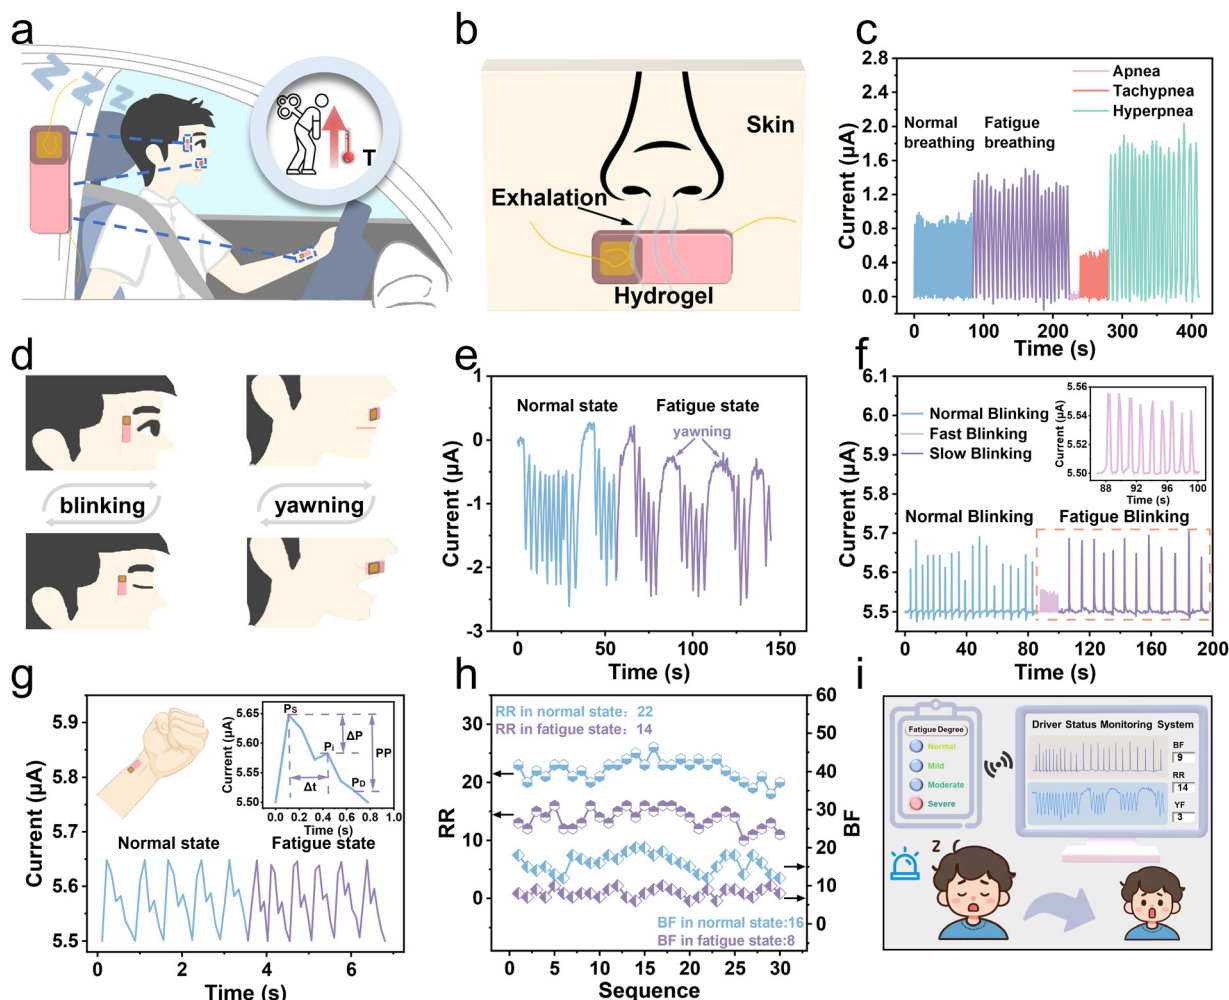 a
Z
Z
Z
T
b
Skin
Exhalation
Hydrogel
c
2.8
2.4
2.0
1.6
1.2
0.8
0.4
0.0
Current (µA)
Apnea
Tachypnea
Hyperpnea
Normal
breathing
Fatigue
breathing
0 100 200 300 400
Time (s)
d
blinking
yawning
e
1
0
-1
-2
-3
Current (µA)
Normal state
Fatigue state
yawning
0 50 100 150
Time (s)
f
6.1
6.0
5.9
5.8
5.7
5.6
5.5
Current (µA)
Normal Blinking
Fast Blinking
Slow Blinking
5.56
5.54
5.52
5.50
Current (µA)
88 92 96 100
Time (s)
Normal Blinking
Fatigue Blinking
0 40 80 120 160 200
Time (s)
g
5.9
5.8
5.7
5.6
5.5
Current (µA)
5.65
5.60
5.55
5.50
Current (µA)
PS
Pi
PD
ΔP
PP
Δt
0.0 0.2 0.4 0.6 0.8 1.0
Time (s)
Normal state
Fatigue state
0 2 4 6
Time (s)
h
30
20
10
0
RR
RR in normal state: 22
RR in fatigue state: 14
BF in normal state:16
BF in fatigue state:8
60
50
40
30
20
10
0
BF
0 5 10 15 20 25 30
Sequence
i
Fatigue Degree
Normal
Mild
Moderate
Severe
Driver Status Monitoring System
BF
9
RR
14
YF
3
z
z